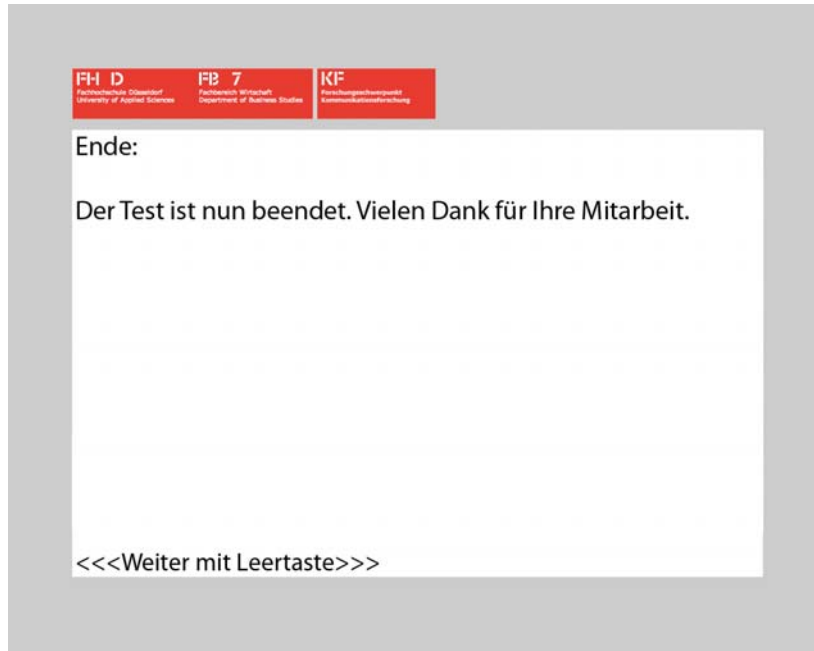 FH D
Fachhochschule Düsseldorf
University of Applied Sciences
FB 7
Fachbereich Wirtschaft
Department of Business Studies
KF
Forschungsschwerpunkt
Kommunikationsforschung
Ende:
Der Test ist nun beendet. Vielen Dank für Ihre Mitarbeit.
<<<Weiter mit Leertaste>>>